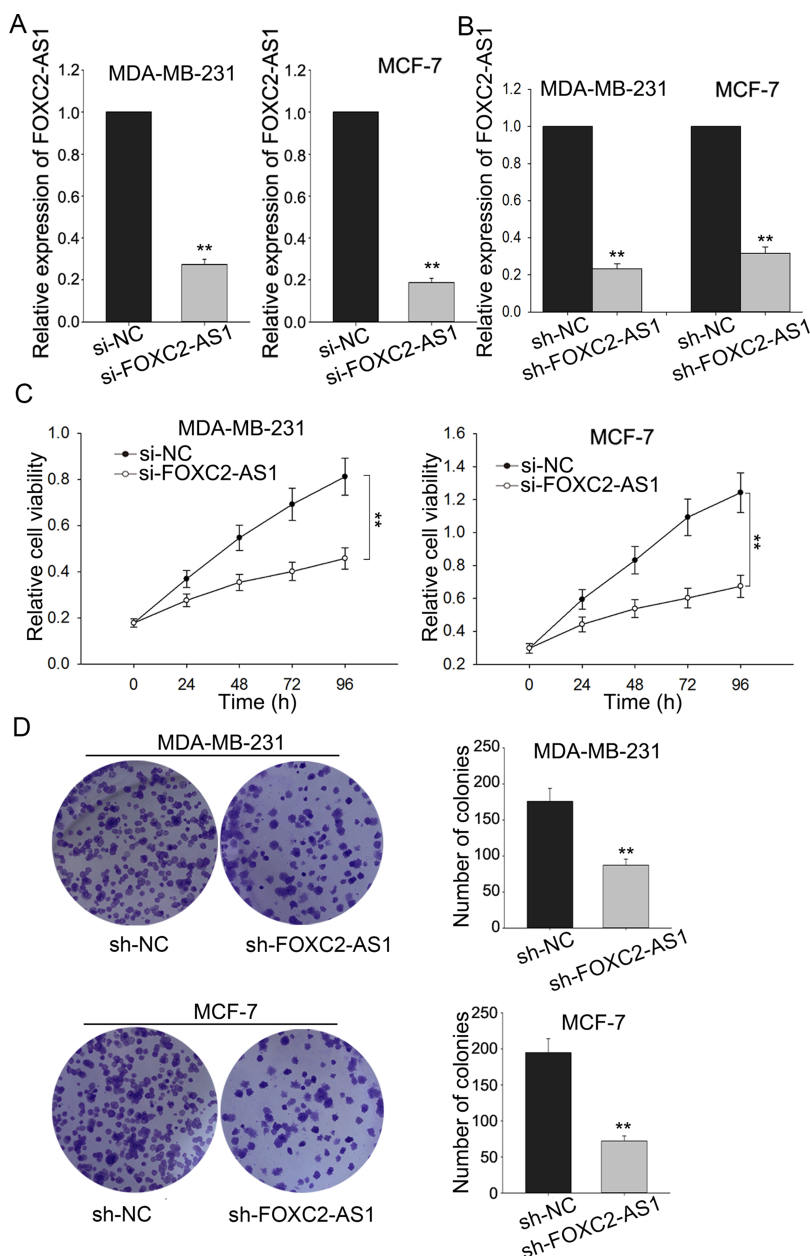 A
Relative expression of FOXC2-AS1
1.2
1.0
0.8
0.6
0.4
0.2
0.0
MDA-MB-231
**
si-NC
si-FOXC2-AS1
Relative expression of FOXC2-AS1
1.2
1.0
0.8
0.6
0.4
0.2
0.0
MCF-7
**
si-NC
si-FOXC2-AS1
B
Relative expression of FOXC2-AS1
1.2
1.0
0.8
0.6
0.4
0.2
0.0
MDA-MB-231
MCF-7
**
**
sh-NC
sh-FOXC2-AS1
sh-NC
sh-FOXC2-AS1
C
MDA-MB-231
Relative cell viability
1.0
0.8
0.6
0.4
0.2
0.0
si-NC
si-FOXC2-AS1
**
0 24 48 72 96
Time (h)
MCF-7
Relative cell viability
1.6
1.4
1.2
1.0
0.8
0.6
0.4
0.2
si-NC
si-FOXC2-AS1
**
0 24 48 72 96
Time (h)
D
MDA-MB-231
sh-NC
sh-FOXC2-AS1
Number of colonies
250
200
150
100
50
0
MDA-MB-231
**
sh-NC
sh-FOXC2-AS1
MCF-7
sh-NC
sh-FOXC2-AS1
Number of colonies
250
200
150
100
50
0
MCF-7
**
sh-NC
sh-FOXC2-AS1